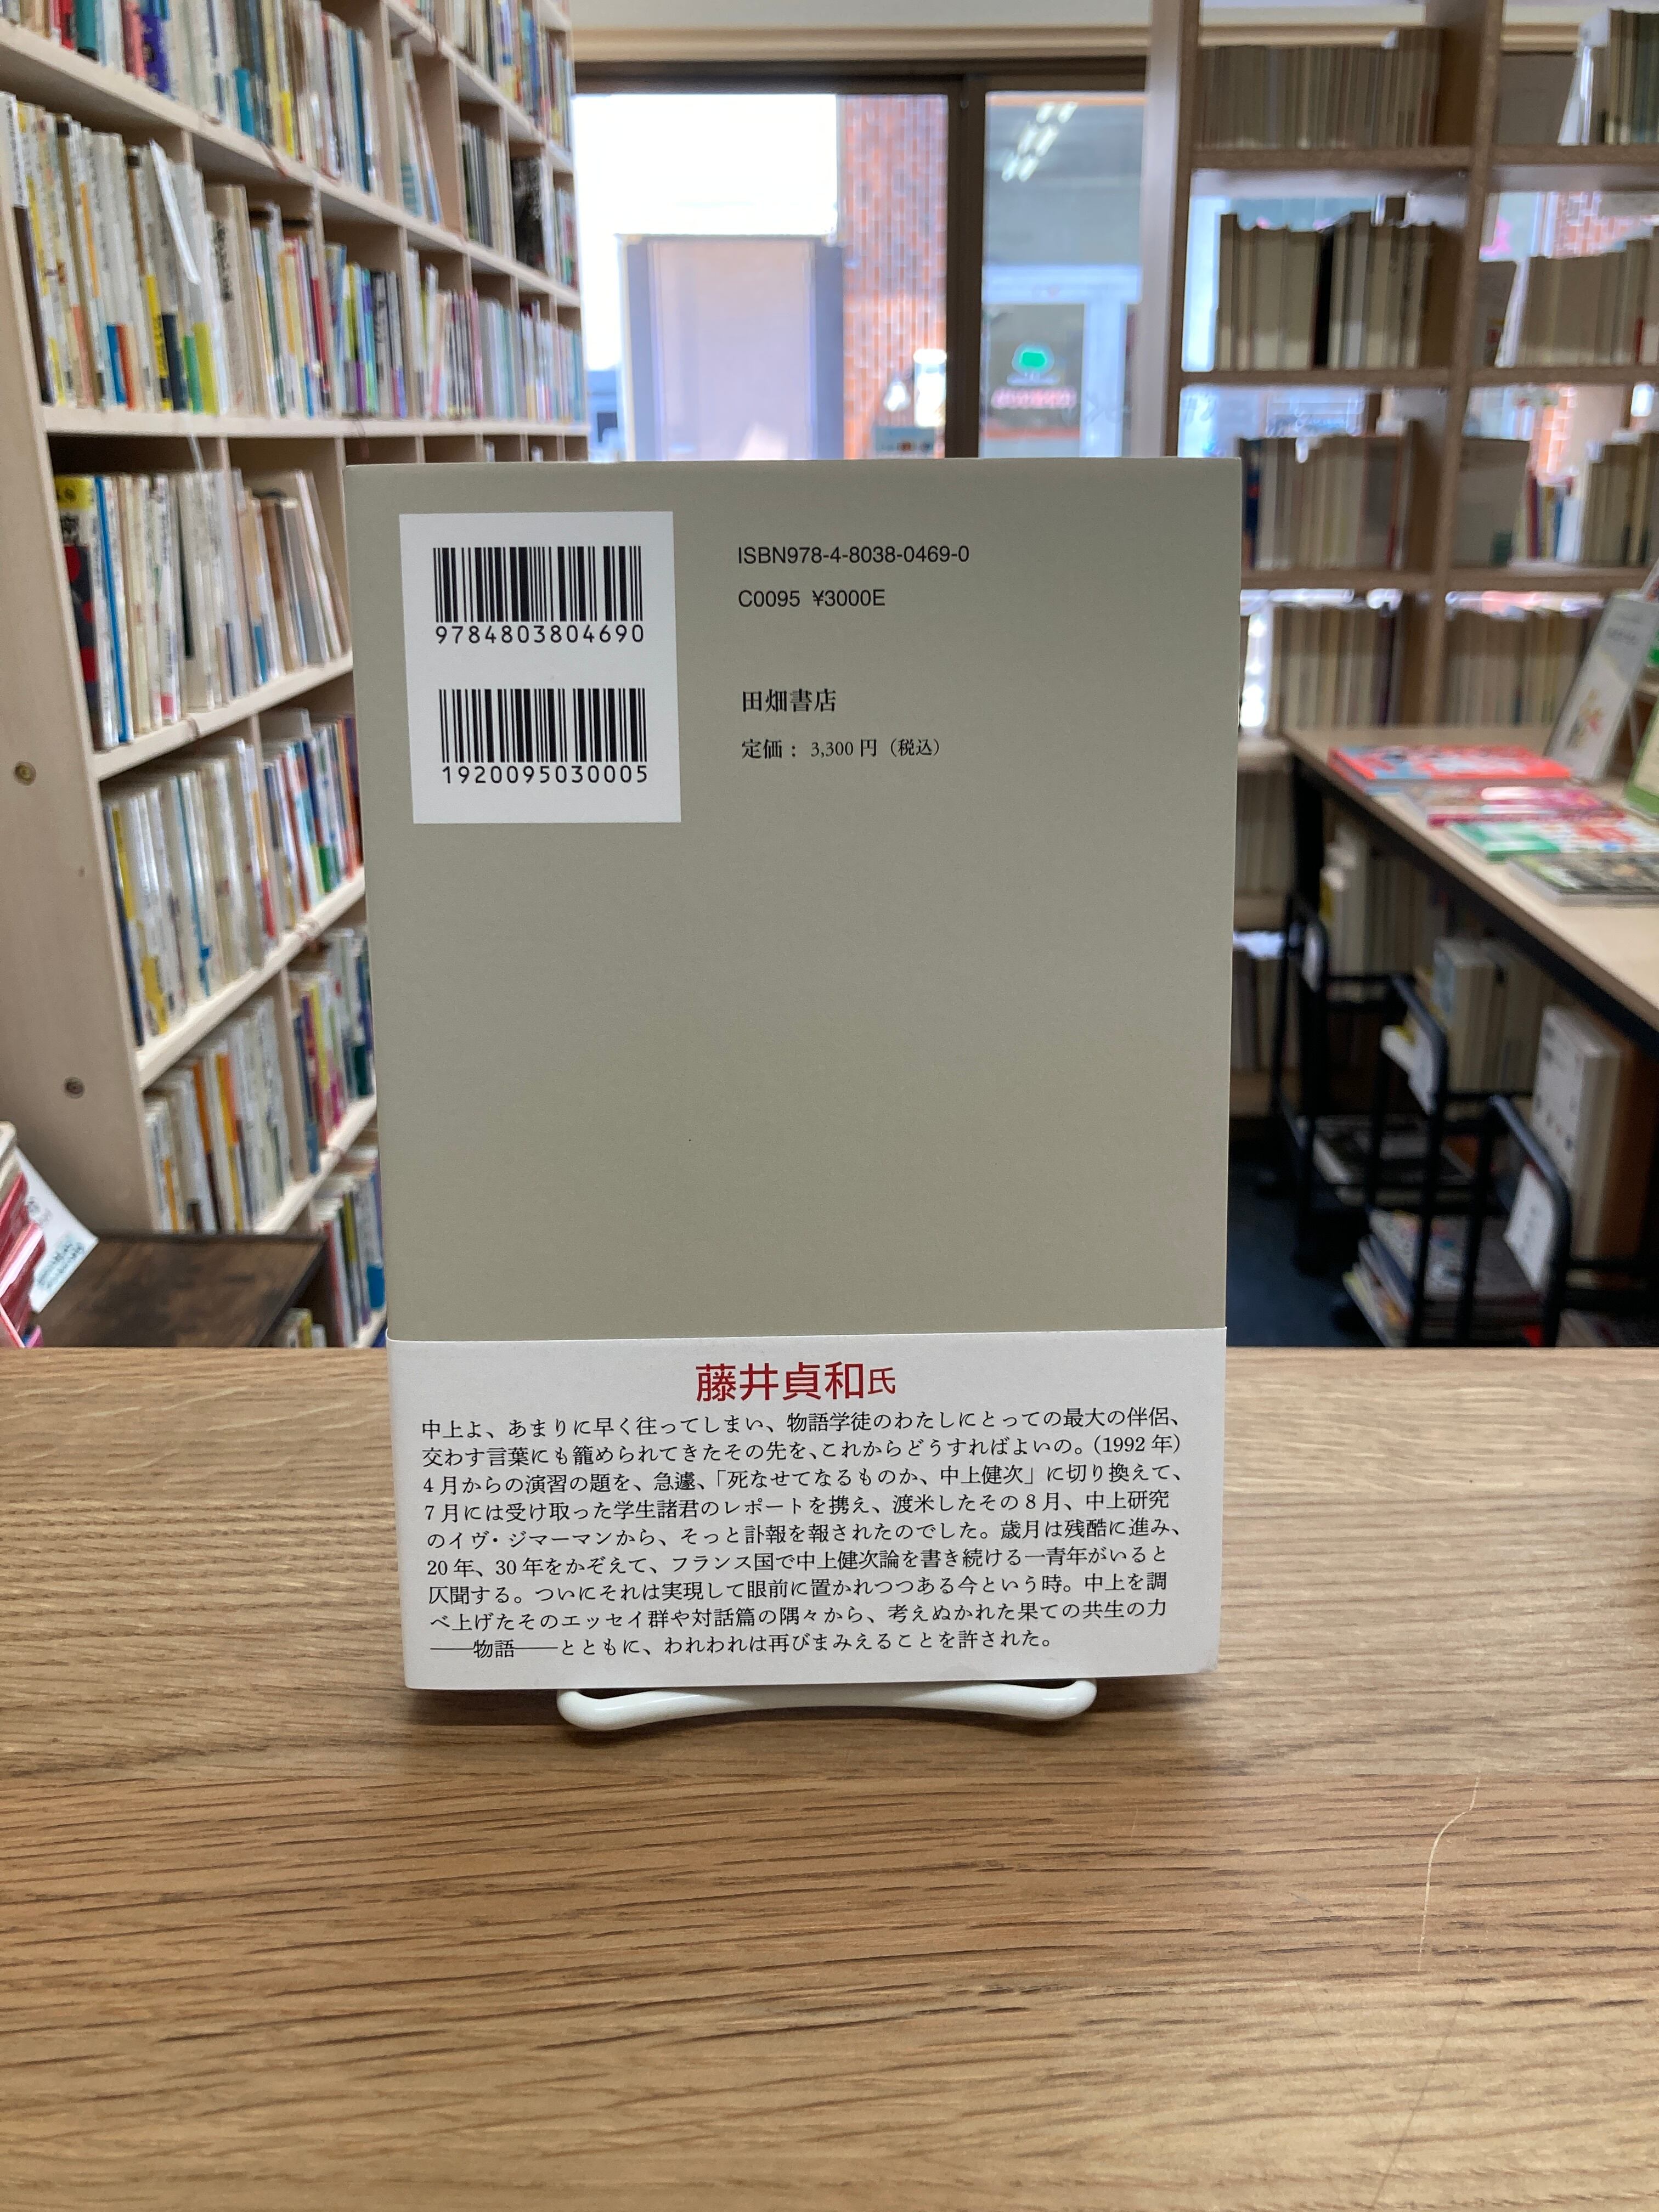 9784803804690
1920095030005
ISBN978-4-8038-0469-0
C0095 ¥3000E
田畑書店
定価： 3,300円（税込）
藤井貞和氏
中上よ、あまりに早く往ってしまい、物語学徒のわたしにとっての最大の伴侶、
交わす言葉にも籠められてきたその先を、これからどうすればよいの。（1992年）
4月からの演習の題を、急遽、「死なせてなるものか、中上健次」に切り換えて、
7月には受け取った学生諸君のレポートを携え、渡米したその8月、中上研究
のイヴ・ジマーマンから、そっと訃報を報されたのでした。歳月は残酷に進み、
20年、30年をかぞえて、フランス国で中上健次論を書き続ける一青年がいると
仄聞する。ついにそれは実現して眼前に置かれつつある今という時。中上を調
べ上げたそのエッセイ群や対話篇の隅々から、考えぬかれた果ての共生の力
――物語――とともに、われわれは再びまみえることを許された。